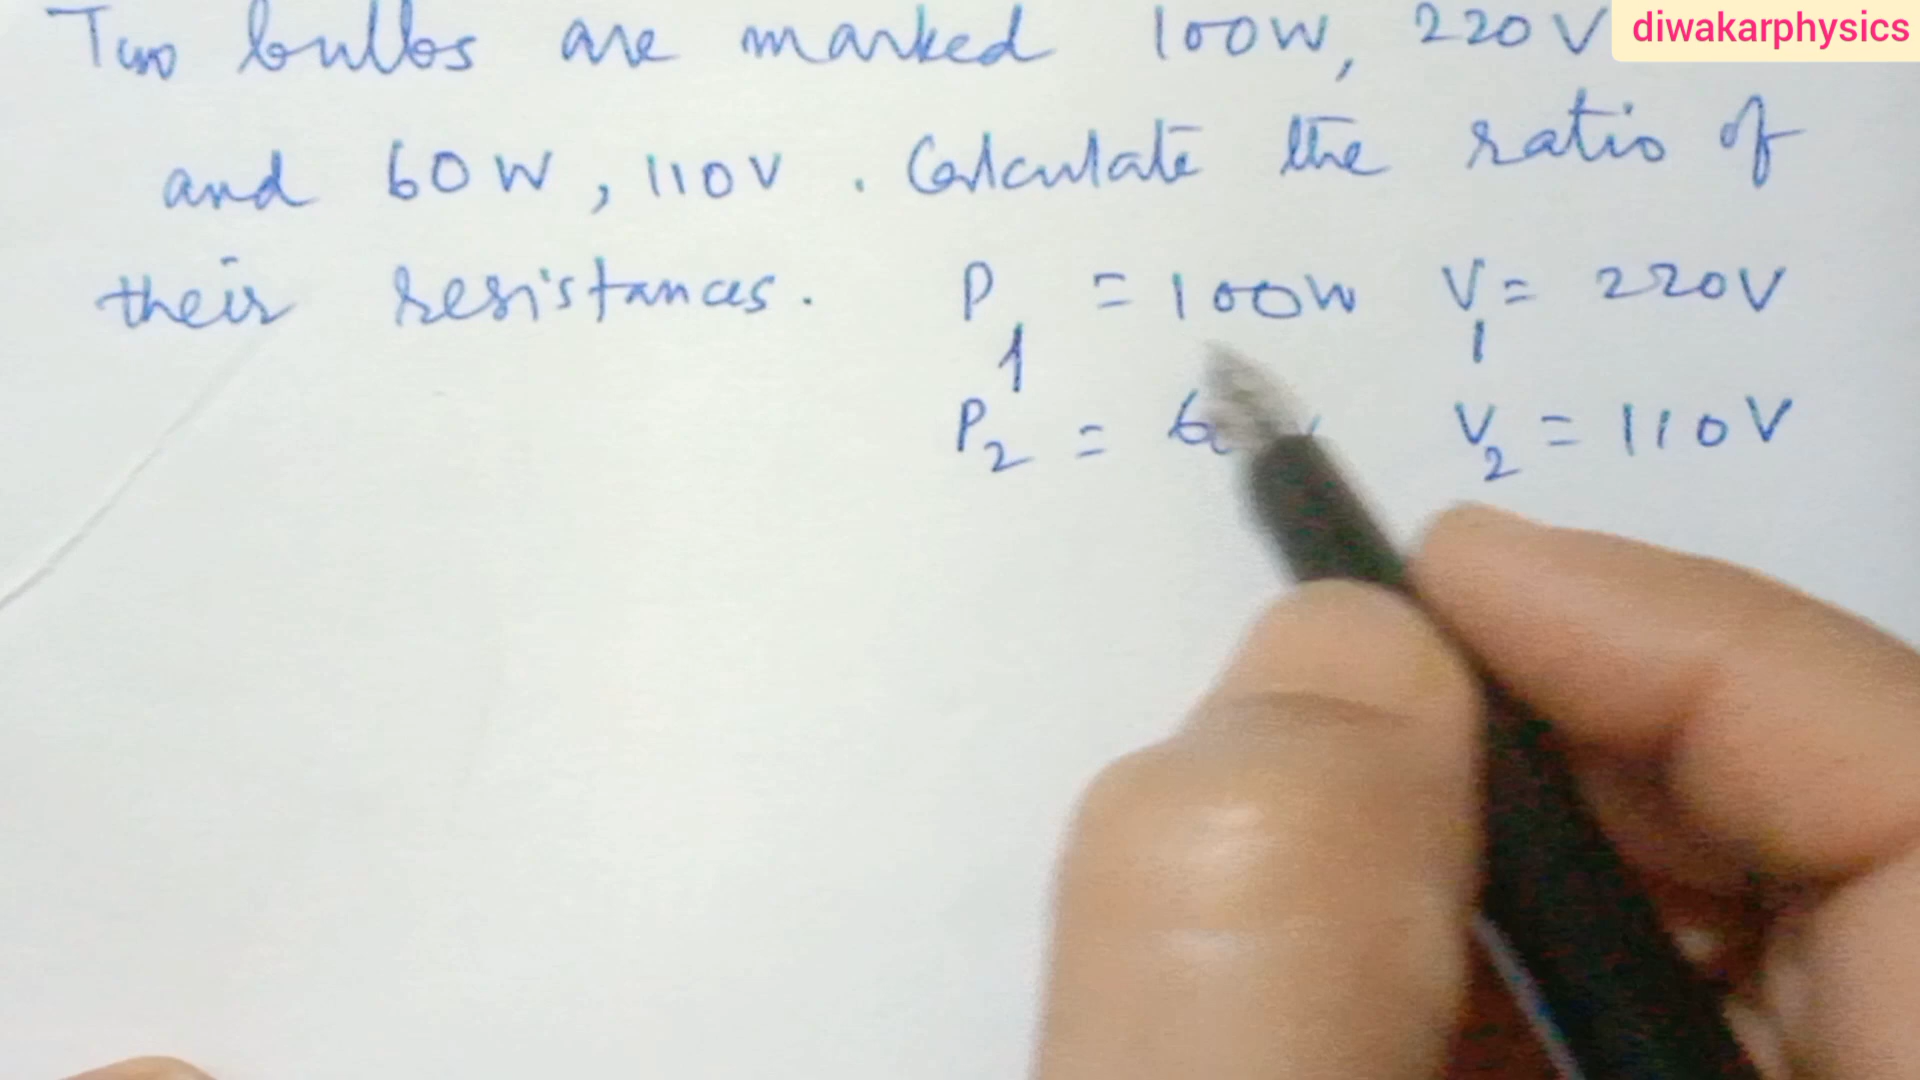 Two bulbs are marked 100W, 220V
diwakarphysics
and 60W, 110V. Calculate the ratio of
their resistances. P1 = 100W V1 = 220V
P2 = V2 = 110V